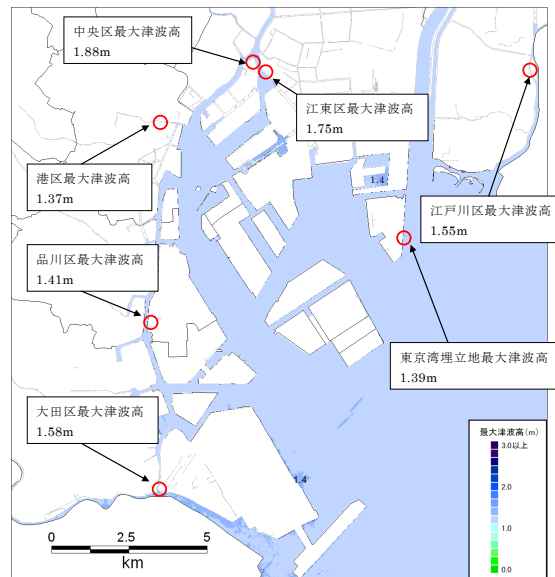 中央区最大津波高
1.88m
江東区最大津波高
1.75m
港区最大津波高
1.37m
1.4
江戸川区最大津波高
1.55m
品川区最大津波高
1.41m
東京湾埋立地最大津波高
1.39m
大田区最大津波高
1.58m
1.4
最大津波高(m)
3.0以上
2.0
1.0
0.0
0 2.5 5
km